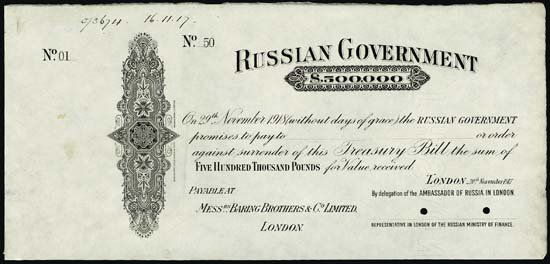 0/3674 16.11.17
No. 01
No. 50
RUSSIAN GOVERNMENT
£500,000
On 29th November 1918 (without days of grace) the RUSSIAN GOVERNMENT
promises to pay to or order
against surrender of this Treasury Bill the sum of
FIVE HUNDRED THOUSAND POUNDS for Value received
LONDON, November 1917
PAYABLE AT
By delegation of the AMBASSADOR OF RUSSIA IN LONDON.
MESSRS BARING BROTHERS & Co LIMITED,
LONDON.
REPRESENTATIVE IN LONDON OF THE RUSSIAN MINISTRY OF FINANCE.